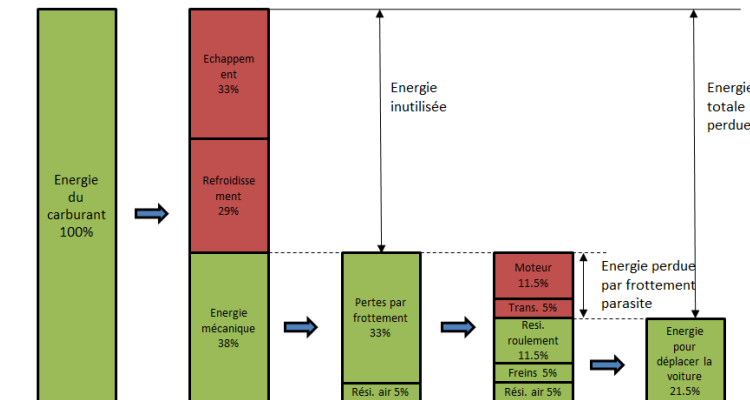 Energie
du
carburant
100%
Echappem
ent
33%
Refroidisse
ment
29%
Energie
mécanique
38%
Energie
inutilisée
Pertes par
frottement
33%
Rési. air 5%
Moteur
11.5%
Trans. 5%
Resi.
roulement
11.5%
Freins 5%
Rési. air 5%
Energie perdue
par frottement
parasite
Energie
totale
perdue
Energie
pour
déplacer la
voiture
21.5%